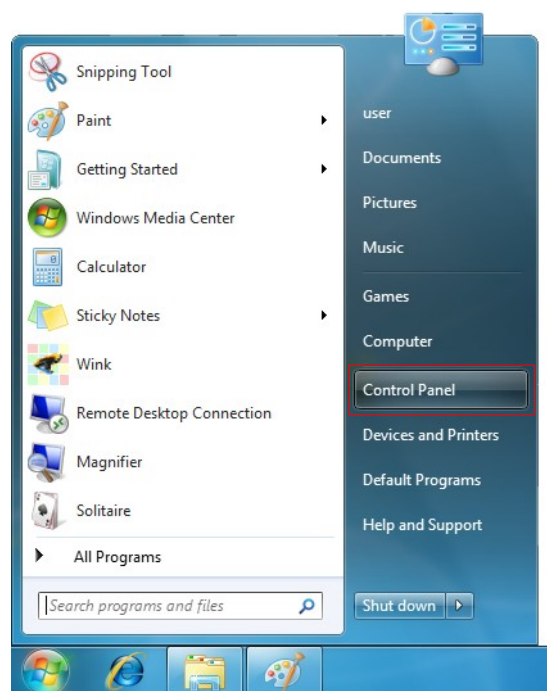 Snipping Tool
Paint
Getting Started
Windows Media Center
Calculator
Sticky Notes
Wink
Remote Desktop Connection
Magnifier
Solitaire
All Programs
Search programs and files
user
Documents
Pictures
Music
Games
Computer
Control Panel
Devices and Printers
Default Programs
Help and Support
Shut down